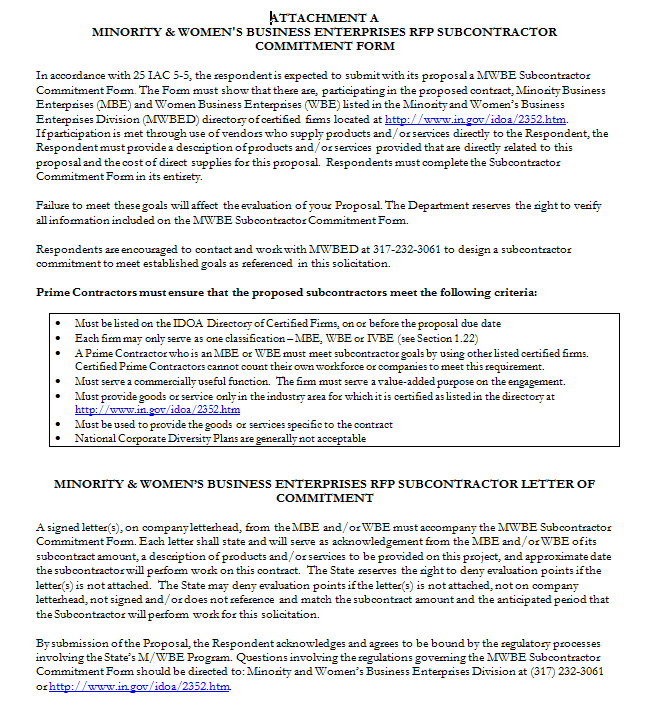 ATTACHMENT A
MINORITY & WOMEN'S BUSINESS ENTERPRISES RFP SUBCONTRACTOR
COMMITMENT FORM
In accordance with 25 IAC 5-5, the respondent is expected to submit with its proposal a MWBE Subcontractor
Commitment Form. The Form must show that there are, participating in the proposed contract, Minority Business
Enterprises (MBE) and Women Business Enterprises (WBE) listed in the Minority and Women's Business
Enterprises Division (MWBED) directory of certified firms located at http://www.in.gov/idoa/2352.htm.
If participation is met through use of vendors who supply products and/or services directly to the Respondent, the
Respondent must provide a description of products and/or services provided that are directly related to this
proposal and the cost of direct supplies for this proposal. Respondents must complete the Subcontractor
Commitment Form in its entirety.
Failure to meet these goals will affect the evaluation of your Proposal. The Department reserves the right to verify
all information included on the MWBE Subcontractor Commitment Form.
Respondents are encouraged to contact and work with MWBED at 317-232-3061 to design a subcontractor
commitment to meet established goals as referenced in this solicitation.
Prime Contractors must ensure that the proposed subcontractors meet the following criteria:
• Must be listed on the IDOA Directory of Certified Firms, on or before the proposal due date
• Each firm may only serve as one classification – MBE, WBE or IVBE (see Section 1.22)
• A Prime Contractor who is an MBE or WBE must meet subcontractor goals by using other listed certified firms.
Certified Prime Contractors cannot count their own workforce or companies to meet this requirement.
• Must serve a commercially useful function. The firm must serve a value-added purpose on the engagement.
• Must provide goods or service only in the industry area for which it is certified as listed in the directory at
http://www.in.gov/idoa/2352.htm
• Must be used to provide the goods or services specific to the contract
• National Corporate Diversity Plans are generally not acceptable
MINORITY & WOMEN'S BUSINESS ENTERPRISES RFP SUBCONTRACTOR LETTER OF
COMMITMENT
A signed letter(s), on company letterhead, from the MBE and/or WBE must accompany the MWBE Subcontractor
Commitment Form. Each letter shall state and will serve as acknowledgement from the MBE and/or WBE of its
subcontract amount, a description of products and/or services to be provided on this project, and approximate date
the subcontractor will perform work on this contract. The State reserves the right to deny evaluation points if the
letter(s) is not attached. The State may deny evaluation points if the letter(s) is not attached, not on company
letterhead, not signed and/or does not reference and match the subcontract amount and the anticipated period that
the Subcontractor will perform work for this solicitation.
By submission of the Proposal, the Respondent acknowledges and agrees to be bound by the regulatory processes
involving the State's M/WBE Program. Questions involving the regulations governing the MWBE Subcontractor
Commitment Form should be directed to: Minority and Women's Business Enterprises Division at (317) 232-3061
or http://www.in.gov/idoa/2352.htm.